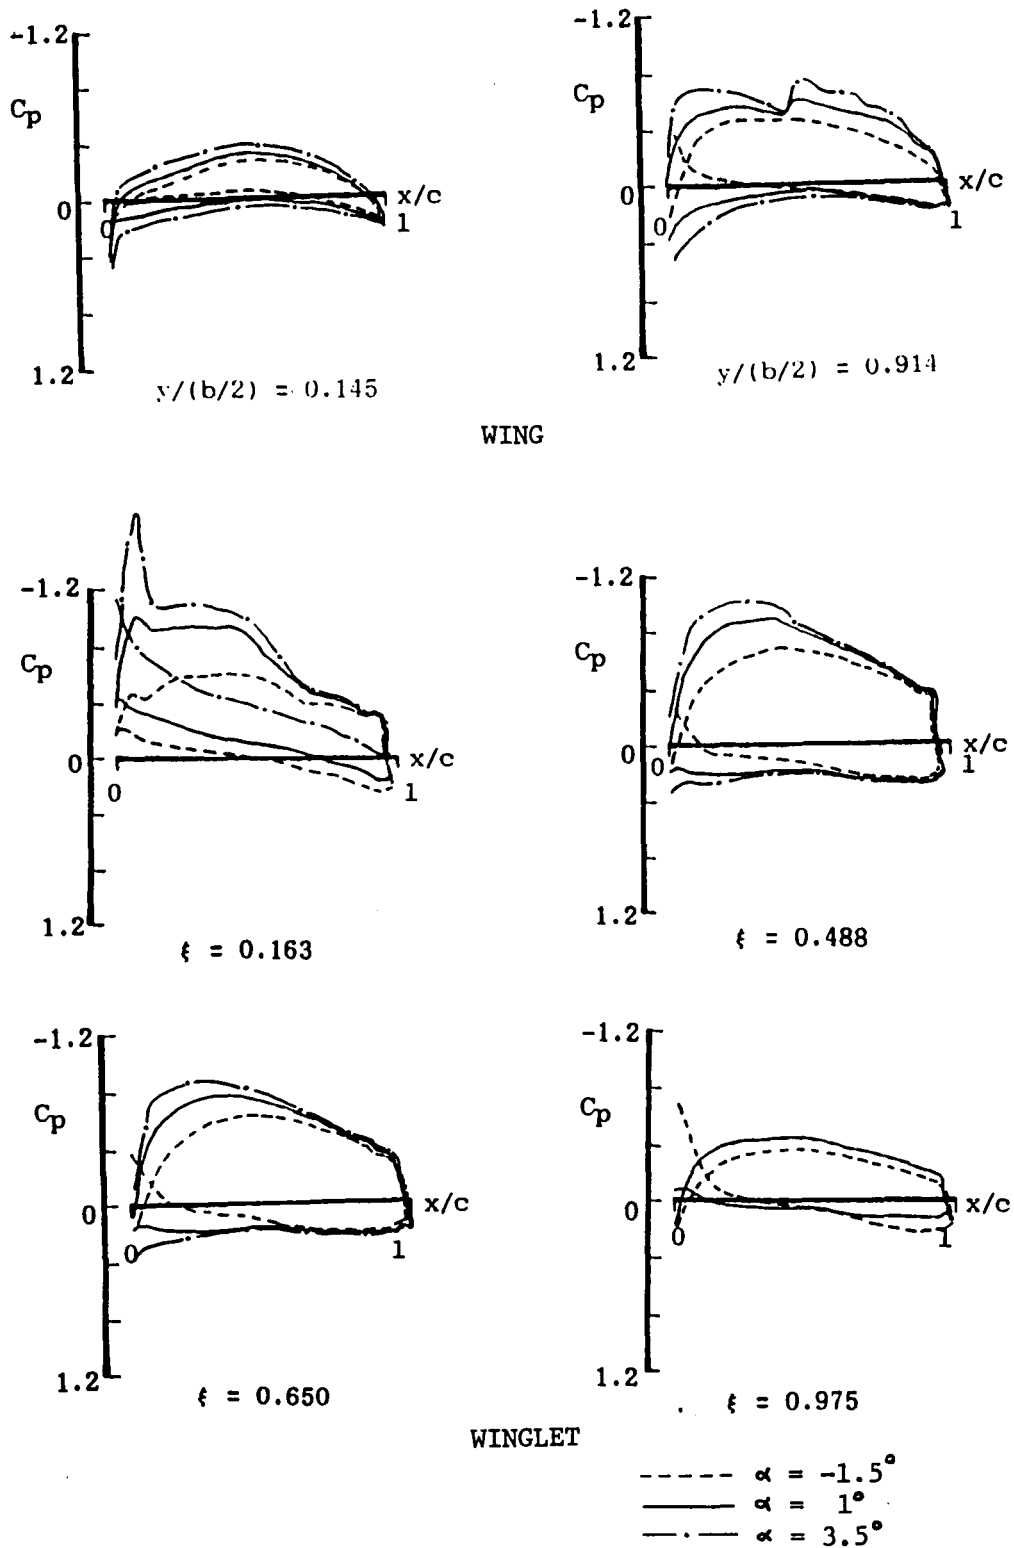 -1.2
Cp
0
0
x/c
1
1.2
y/(b/2) = 0.145
-1.2
Cp
0
0
x/c
1
1.2
y/(b/2) = 0.914
WING
-1.2
Cp
0
0
x/c
1
1.2
ξ = 0.163
-1.2
Cp
0
0
x/c
1
1.2
ξ = 0.488
-1.2
Cp
0
0
x/c
1
1.2
ξ = 0.650
-1.2
Cp
0
0
x/c
1
1.2
ξ = 0.975
WINGLET
α = -1.5°
α = 1°
α = 3.5°